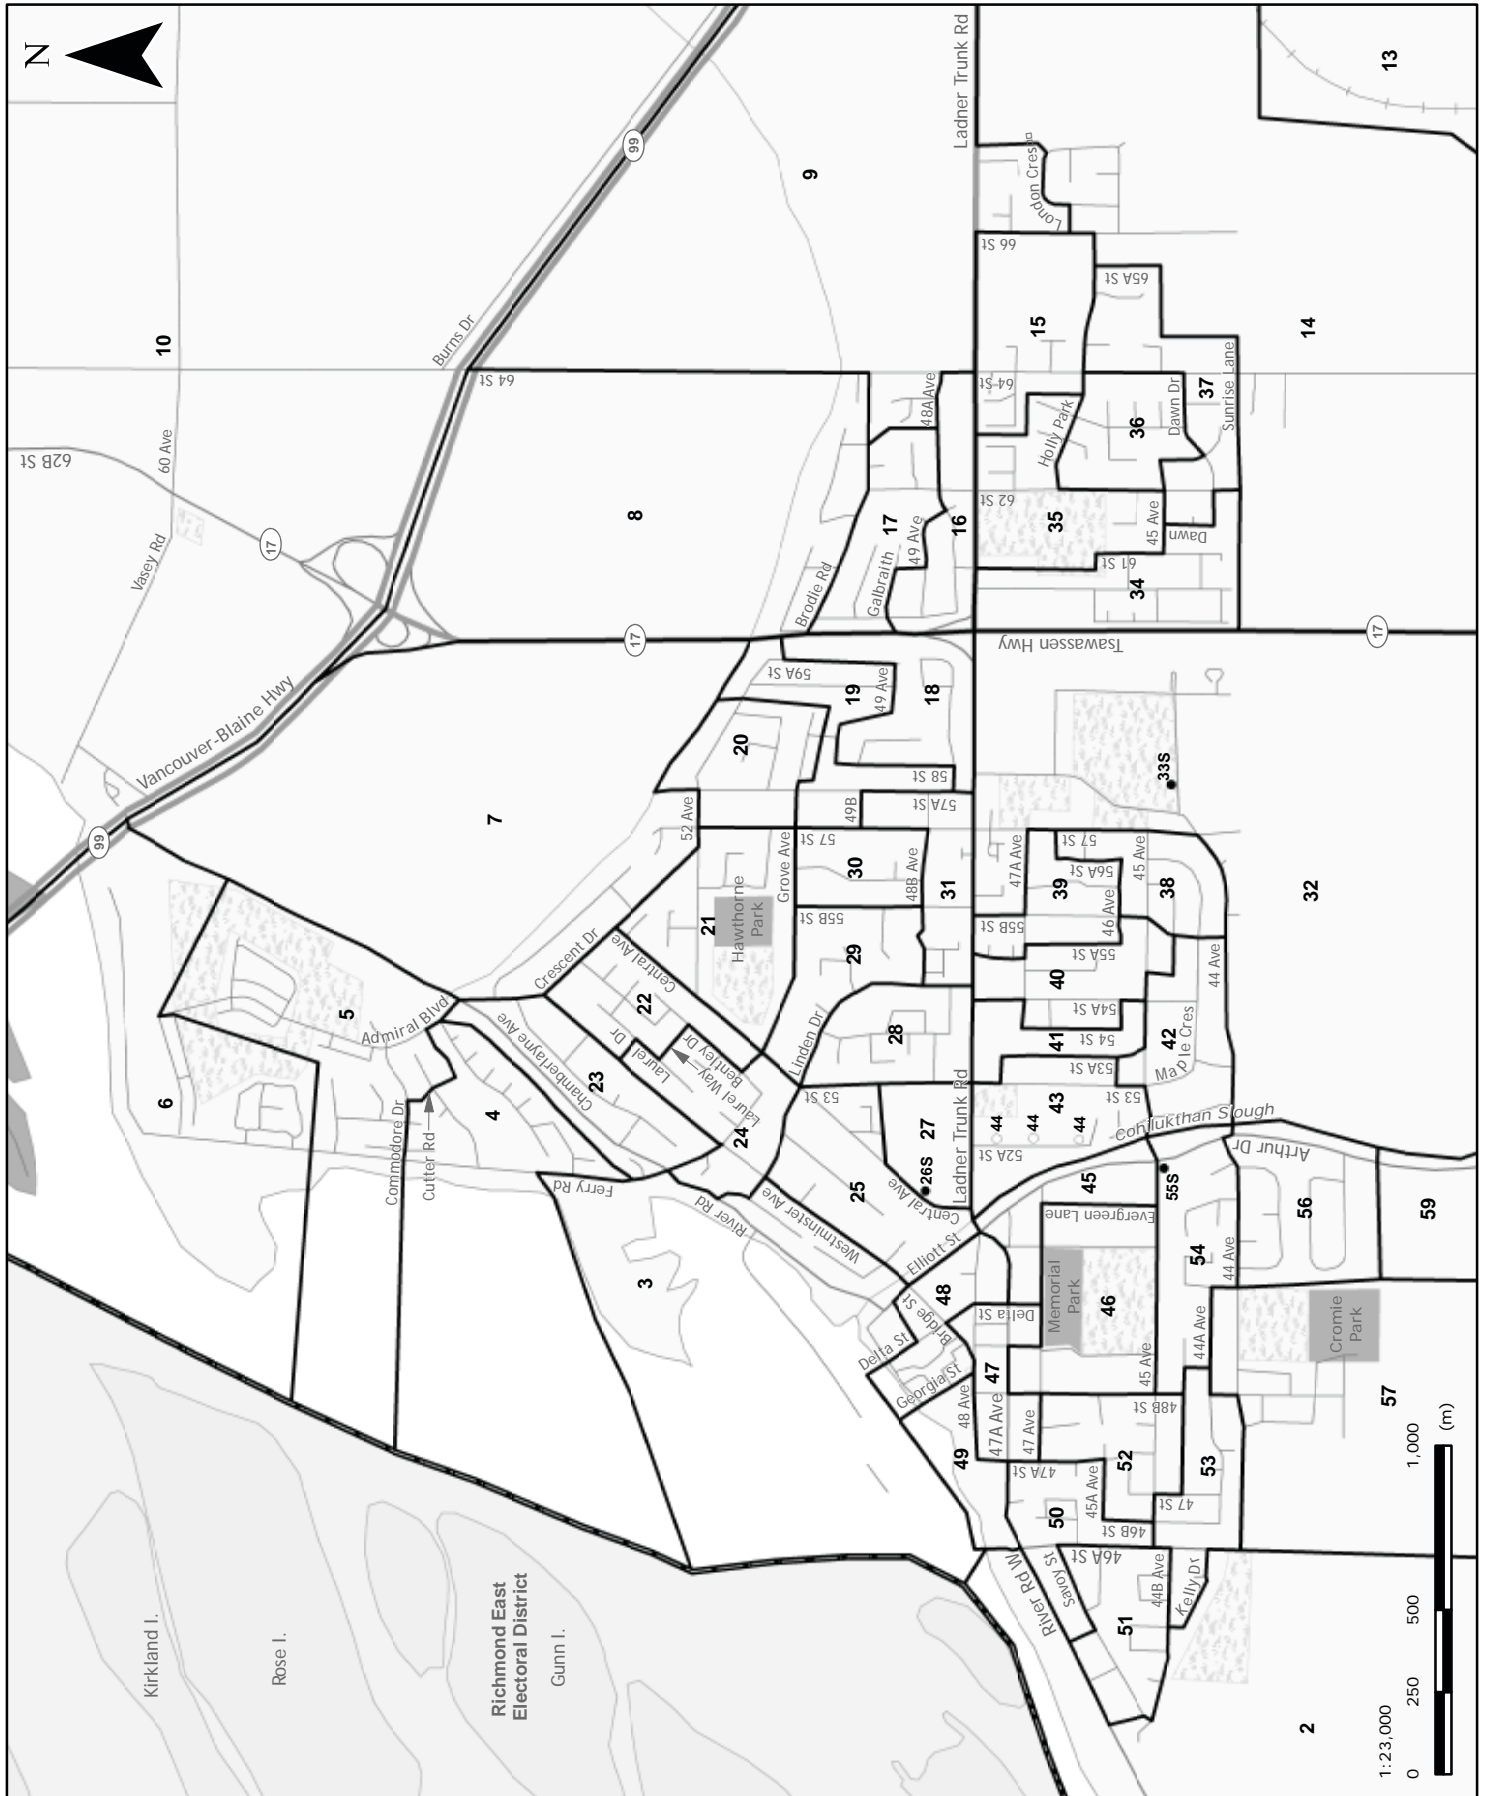 N
Ladner Trunk Rd
13
99
London Cres
9
66 St
65A St
15
14
10
Burns Dr
64 St
64 St
48A Ave
37
Sunrise Lane
Dawn Dr
36
Holly Park
62B St
60 Ave
62 St
8
17
16
35
45 Ave
Dawn
49 Ave
17
Vasey Rd
61 St
34
Galbraith
Brodie Rd
17
17
Tsawassen Hwy
59A St
19
49 Ave
18
Vancouver-Blaine Hwy
20
58 St
33S
49B
57A St
52 Ave
7
99
57 St
57 St
Grove Ave
30
48B Ave
31
47A Ave
39
56A St
45 Ave
38
32
46 Ave
21
Hawthorne
Park
55B St
55B St
29
55A St
40
44 Ave
Crescent Dr
Central Ave
22
5
Admiral Blvd
54A St
54 St
41
42
Maple Cres
28
Linden Dr
Laurel
Dr
Bentley Dr
Laurel Way
Chamberlayne Ave
23
53A St
53 St
53 St
43
6
4
Commodore Dr
Cutter Rd
24
27
Ladner Trunk Rd
44
44
44
Cohilukthan Slough
52A St
Arthur Dr
26S
55S
45
25
Central Ave
Ferry Rd
River Rd
Westminster Ave
Evergreen Lane
56
59
44 Ave
54
Elliott St
3
48
Bridge St
Delta St
Delta St
Memorial
Park
46
Cromie
Park
44A Ave
45 Ave
47
Georgia St
48 Ave
47A Ave
47 Ave
48B St
57
49
47A St
52
53
45A Ave
47 St
50
46B St
46A St
Savoy St
River Rd W
44B Ave
Kelly Dr
51
2
Kirkland I.
Rose I.
Richmond East
Electoral District
Gunn I.
1:23,000
0
250
500
1,000
(m)